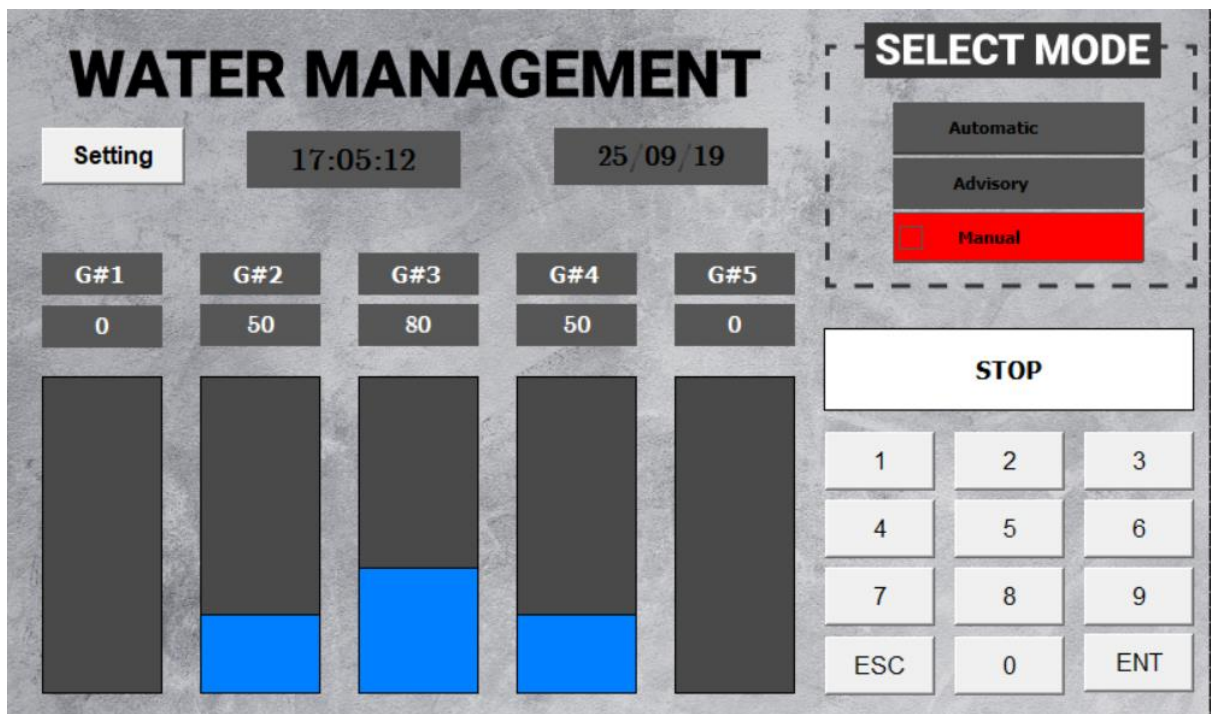 WATER MANAGEMENT
Setting
17:05:12
25/09/19
SELECT MODE
Automatic
Advisory
Manual
G#1 G#2 G#3 G#4 G#5
0 50 80 50 0
STOP
1 2 3
4 5 6
7 8 9
ESC 0 ENT